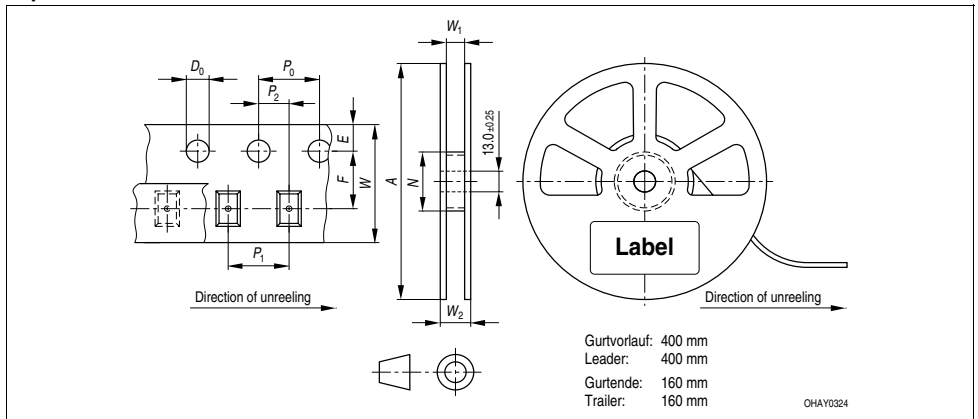 W1
D0
P0
P2
E
F
W
A
N
13.0 ±0.25
Label
P1
Direction of unreeling
W2
Direction of unreeling
Gurtvorlauf: 400 mm
Leader: 400 mm
Gurtende: 160 mm
Trailer: 160 mm
OHAY0324